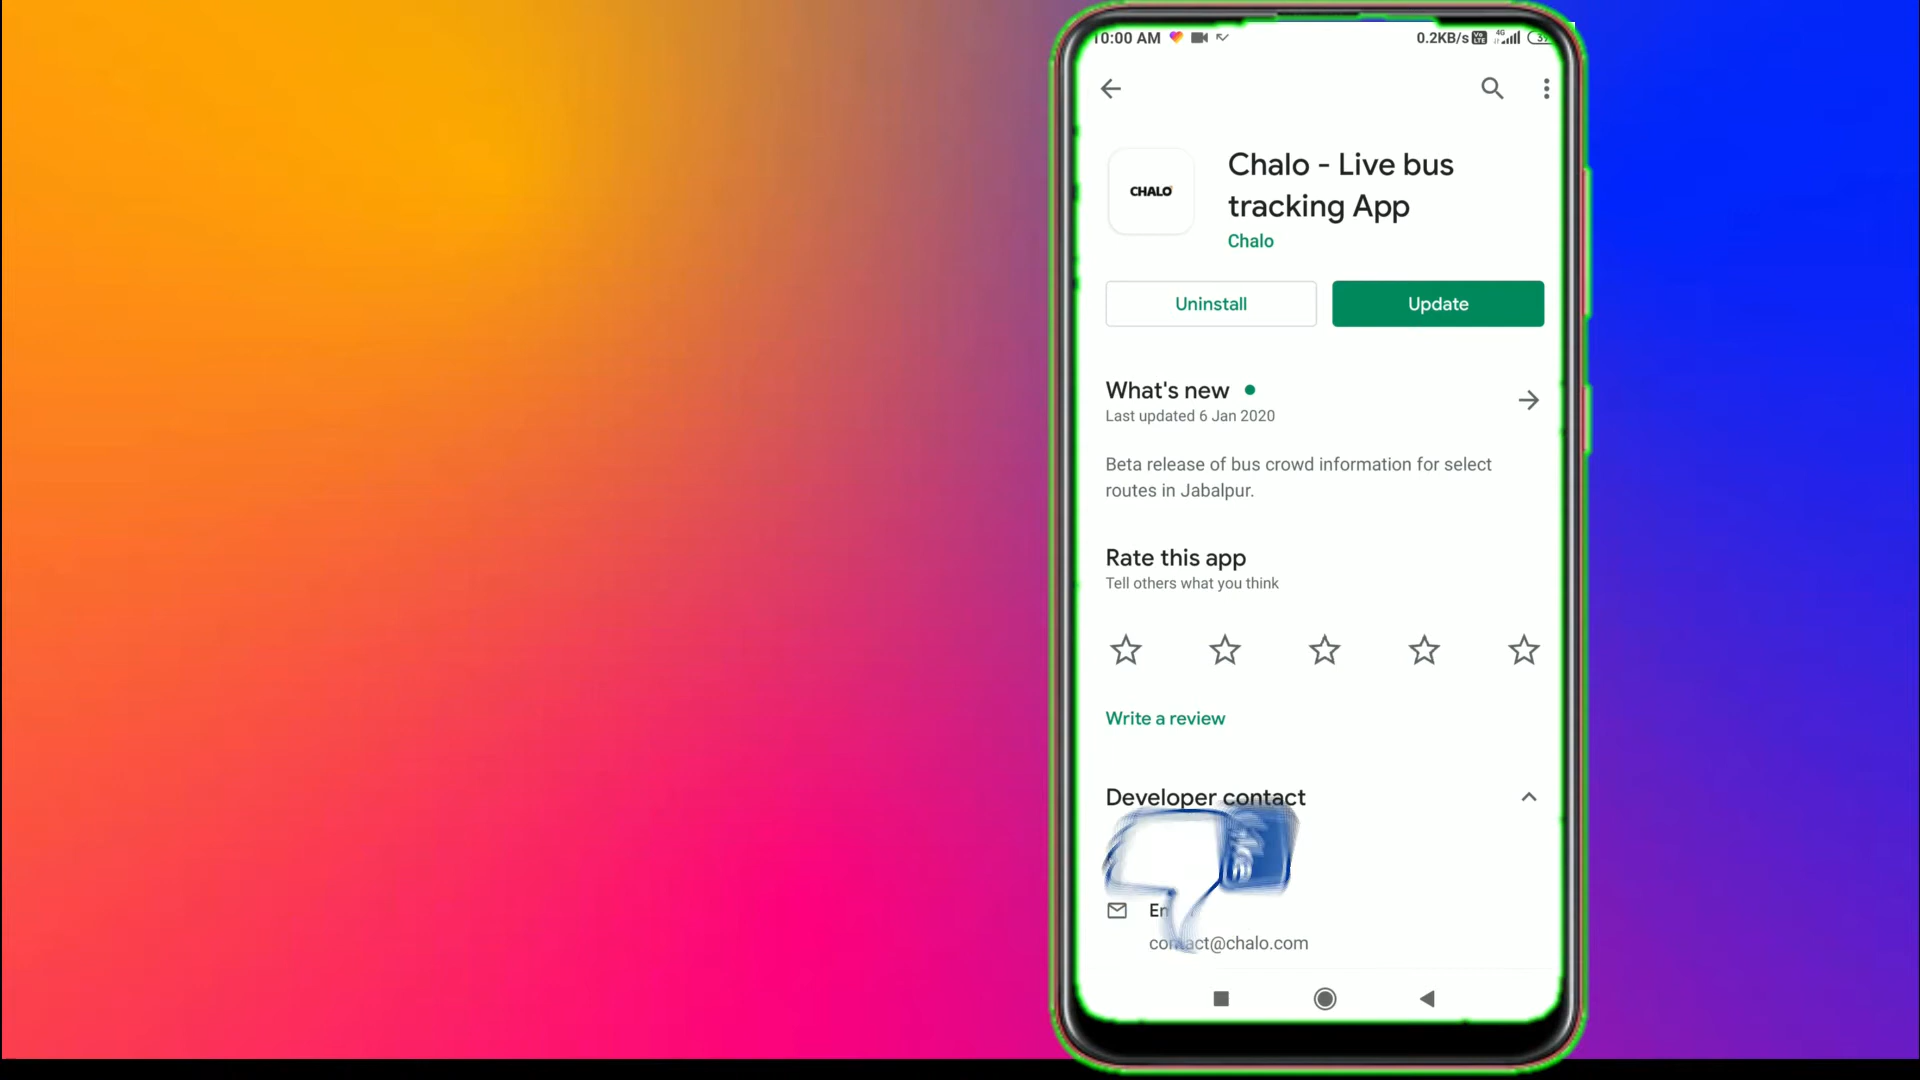 10:00 AM 0.2KB/s
4G
CHALO
Chalo - Live bus
tracking App
Chalo
Uninstall Update
What's new
Last updated 6 Jan 2020
Beta release of bus crowd information for select
routes in Jabalpur.
Rate this app
Tell others what you think
Write a review
Developer contact
contact@chalo.com